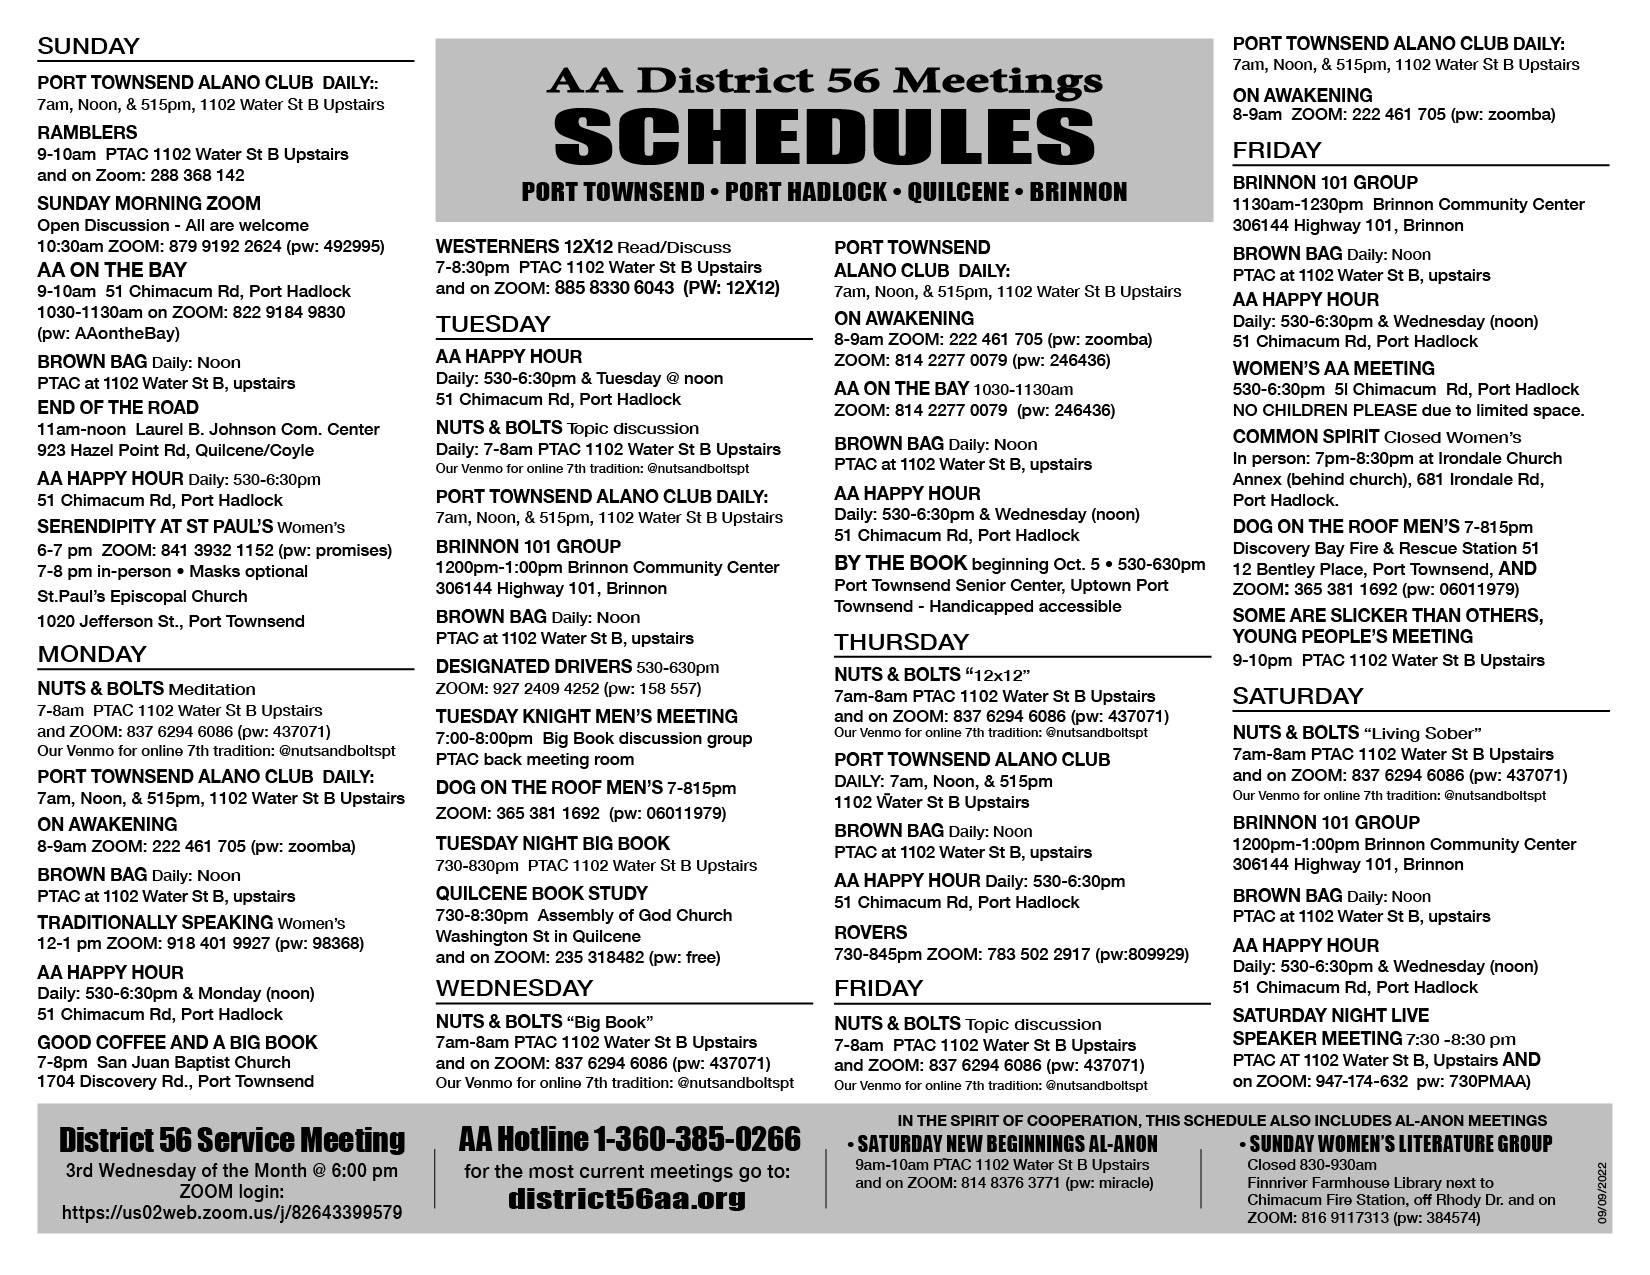 SUNDAY
PORT TOWNSEND ALANO CLUB  DAILY::
7am, Noon, & 515pm, 1102 Water St B Upstairs
RAMBLERS
9-10am  PTAC 1102 Water St B Upstairs
and on Zoom: 288 368 142
SUNDAY MORNING ZOOM
Open Discussion - All are welcome
10:30am ZOOM: 879 9192 2624 (pw: 492995)
AA ON THE BAY
9-10am  51 Chimacum Rd, Port Hadlock
1030-1130am on ZOOM: 822 9184 9830
(pw: AAontheBay)
BROWN BAG Daily: Noon
PTAC at 1102 Water St B, upstairs
END OF THE ROAD
11am-noon  Laurel B. Johnson Com. Center
923 Hazel Point Rd, Quilcene/Coyle
AA HAPPY HOUR Daily: 530-6:30pm
51 Chimacum Rd, Port Hadlock
SERENDIPITY AT ST PAUL'S Women's
6-7 pm  ZOOM: 841 3932 1152 (pw: promises)
7-8 pm in-person • Masks optional
St.Paul's Episcopal Church
1020 Jefferson St., Port Townsend
MONDAY
NUTS & BOLTS Meditation
7-8am  PTAC 1102 Water St B Upstairs
and ZOOM: 837 6294 6086 (pw: 437071)
Our Venmo for online 7th tradition: @nutsandboltspt
PORT TOWNSEND ALANO CLUB  DAILY:
7am, Noon, & 515pm, 1102 Water St B Upstairs
ON AWAKENING
8-9am ZOOM: 222 461 705 (pw: zoomba)
BROWN BAG Daily: Noon
PTAC at 1102 Water St B, upstairs
TRADITIONALLY SPEAKING Women's
12-1 pm ZOOM: 918 401 9927 (pw: 98368)
AA HAPPY HOUR
Daily: 530-6:30pm & Monday (noon)
51 Chimacum Rd, Port Hadlock
GOOD COFFEE AND A BIG BOOK
7-8pm  San Juan Baptist Church
1704 Discovery Rd., Port Townsend
AA District 56 Meetings
SCHEDULES
PORT TOWNSEND • PORT HADLOCK • QUILCENE • BRINNON
WESTERNERS 12X12 Read/Discuss
7-8:30pm  PTAC 1102 Water St B Upstairs
and on ZOOM: 885 8330 6043  (PW: 12X12)
TUESDAY
AA HAPPY HOUR
Daily: 530-6:30pm & Tuesday @ noon
51 Chimacum Rd, Port Hadlock
NUTS & BOLTS Topic discussion
Daily: 7-8am PTAC 1102 Water St B Upstairs
Our Venmo for online 7th tradition: @nutsandboltspt
PORT TOWNSEND ALANO CLUB DAILY:
7am, Noon, & 515pm, 1102 Water St B Upstairs
BRINNON 101 GROUP
1200pm-1:00pm Brinnon Community Center
306144 Highway 101, Brinnon
BROWN BAG Daily: Noon
PTAC at 1102 Water St B, upstairs
DESIGNATED DRIVERS 530-630pm
ZOOM: 927 2409 4252 (pw: 158 557)
TUESDAY KNIGHT MEN'S MEETING
7:00-8:00pm  Big Book discussion group
PTAC back meeting room
DOG ON THE ROOF MEN'S 7-815pm
ZOOM: 365 381 1692  (pw: 06011979)
TUESDAY NIGHT BIG BOOK
730-830pm  PTAC 1102 Water St B Upstairs
QUILCENE BOOK STUDY
730-8:30pm  Assembly of God Church
Washington St in Quilcene
and on ZOOM: 235 318482 (pw: free)
WEDNESDAY
NUTS & BOLTS "Big Book"
7am-8am PTAC 1102 Water St B Upstairs
and on ZOOM: 837 6294 6086 (pw: 437071)
Our Venmo for online 7th tradition: @nutsandboltspt
PORT TOWNSEND
ALANO CLUB  DAILY:
7am, Noon, & 515pm, 1102 Water St B Upstairs
ON AWAKENING
8-9am ZOOM: 222 461 705 (pw: zoomba)
ZOOM: 814 2277 0079 (pw: 246436)
AA ON THE BAY 1030-1130am
ZOOM: 814 2277 0079  (pw: 246436)
BROWN BAG Daily: Noon
PTAC at 1102 Water St B, upstairs
AA HAPPY HOUR
Daily: 530-6:30pm & Wednesday (noon)
51 Chimacum Rd, Port Hadlock
BY THE BOOK beginning Oct. 5 • 530-630pm
Port Townsend Senior Center, Uptown Port
Townsend - Handicapped accessible
THURSDAY
NUTS & BOLTS "12x12"
7am-8am PTAC 1102 Water St B Upstairs
and on ZOOM: 837 6294 6086 (pw: 437071)
Our Venmo for online 7th tradition: @nutsandboltspt
PORT TOWNSEND ALANO CLUB
DAILY: 7am, Noon, & 515pm
1102 Water St B Upstairs
BROWN BAG Daily: Noon
PTAC at 1102 Water St B, upstairs
AA HAPPY HOUR Daily: 530-6:30pm
51 Chimacum Rd, Port Hadlock
ROVERS
730-845pm ZOOM: 783 502 2917 (pw:809929)
FRIDAY
NUTS & BOLTS Topic discussion
7-8am  PTAC 1102 Water St B Upstairs
and ZOOM: 837 6294 6086 (pw: 437071)
Our Venmo for online 7th tradition: @nutsandboltspt
PORT TOWNSEND ALANO CLUB DAILY:
7am, Noon, & 515pm, 1102 Water St B Upstairs
ON AWAKENING
8-9am  ZOOM: 222 461 705 (pw: zoomba)
FRIDAY
BRINNON 101 GROUP
1130am-1230pm  Brinnon Community Center
306144 Highway 101, Brinnon
BROWN BAG Daily: Noon
PTAC at 1102 Water St B, upstairs
AA HAPPY HOUR
Daily: 530-6:30pm & Wednesday (noon)
51 Chimacum Rd, Port Hadlock
WOMEN'S AA MEETING
530-6:30pm  5l Chimacum  Rd, Port Hadlock
NO CHILDREN PLEASE due to limited space.
COMMON SPIRIT Closed Women's
In person: 7pm-8:30pm at Irondale Church
Annex (behind church), 681 Irondale Rd,
Port Hadlock.
DOG ON THE ROOF MEN'S 7-815pm
Discovery Bay Fire & Rescue Station 51
12 Bentley Place, Port Townsend, AND
ZOOM: 365 381 1692 (pw: 06011979)
SOME ARE SLICKER THAN OTHERS,
YOUNG PEOPLE'S MEETING
9-10pm  PTAC 1102 Water St B Upstairs
SATURDAY
NUTS & BOLTS "Living Sober"
7am-8am PTAC 1102 Water St B Upstairs
and on ZOOM: 837 6294 6086 (pw: 437071)
Our Venmo for online 7th tradition: @nutsandboltspt
BRINNON 101 GROUP
1200pm-1:00pm Brinnon Community Center
306144 Highway 101, Brinnon
BROWN BAG Daily: Noon
PTAC at 1102 Water St B, upstairs
AA HAPPY HOUR
Daily: 530-6:30pm & Wednesday (noon)
51 Chimacum Rd, Port Hadlock
SATURDAY NIGHT LIVE
SPEAKER MEETING 7:30 -8:30 pm
PTAC AT 1102 Water St B, Upstairs AND
on ZOOM: 947-174-632  pw: 730PMAA)
District 56 Service Meeting
3rd Wednesday of the Month @ 6:00 pm
ZOOM login:
https://us02web.zoom.us/j/82643399579
AA Hotline 1-360-385-0266
for the most current meetings go to:
district56aa.org
IN THE SPIRIT OF COOPERATION, THIS SCHEDULE ALSO INCLUDES AL-ANON MEETINGS
• SATURDAY NEW BEGINNINGS AL-ANON
9am-10am PTAC 1102 Water St B Upstairs
and on ZOOM: 814 8376 3771 (pw: miracle)
• SUNDAY WOMEN'S LITERATURE GROUP
Closed 830-930am
Finnriver Farmhouse Library next to
Chimacum Fire Station, off Rhody Dr. and on
ZOOM: 816 9117313 (pw: 384574)
09/09/2022